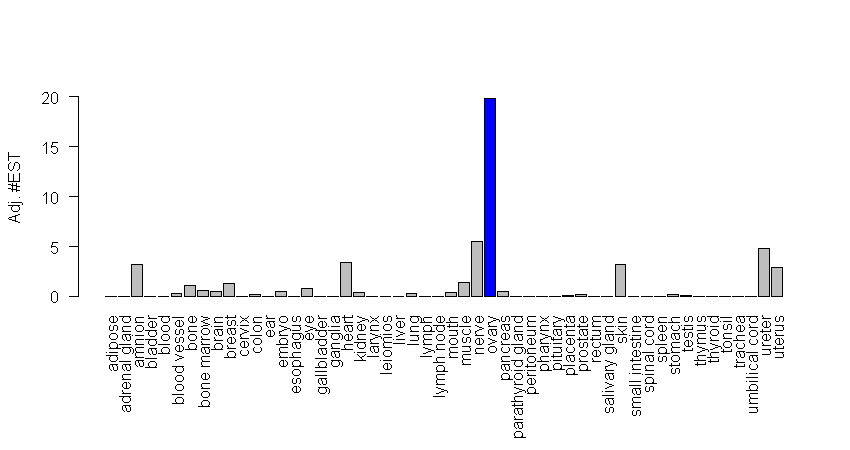 Adj. #EST
20
15
10
5
0
adipose
adrenal gland
amnion
bladder
blood
blood vessel
bone
bone marrow
brain
breast
cervix
colon
ear
embryo
esophagus
eye
gallbladder
ganglia
heart
kidney
larynx
leiomios
liver
lung
lymph
lymph node
mouth
muscle
nerve
ovary
pancreas
parathyroid gland
peritoneum
pharynx
pituitary
placenta
prostate
rectum
salivary gland
skin
small intestine
spinal cord
spleen
stomach
testis
thymus
thyroid
tonsil
trachea
umbilical cord
ureter
uterus